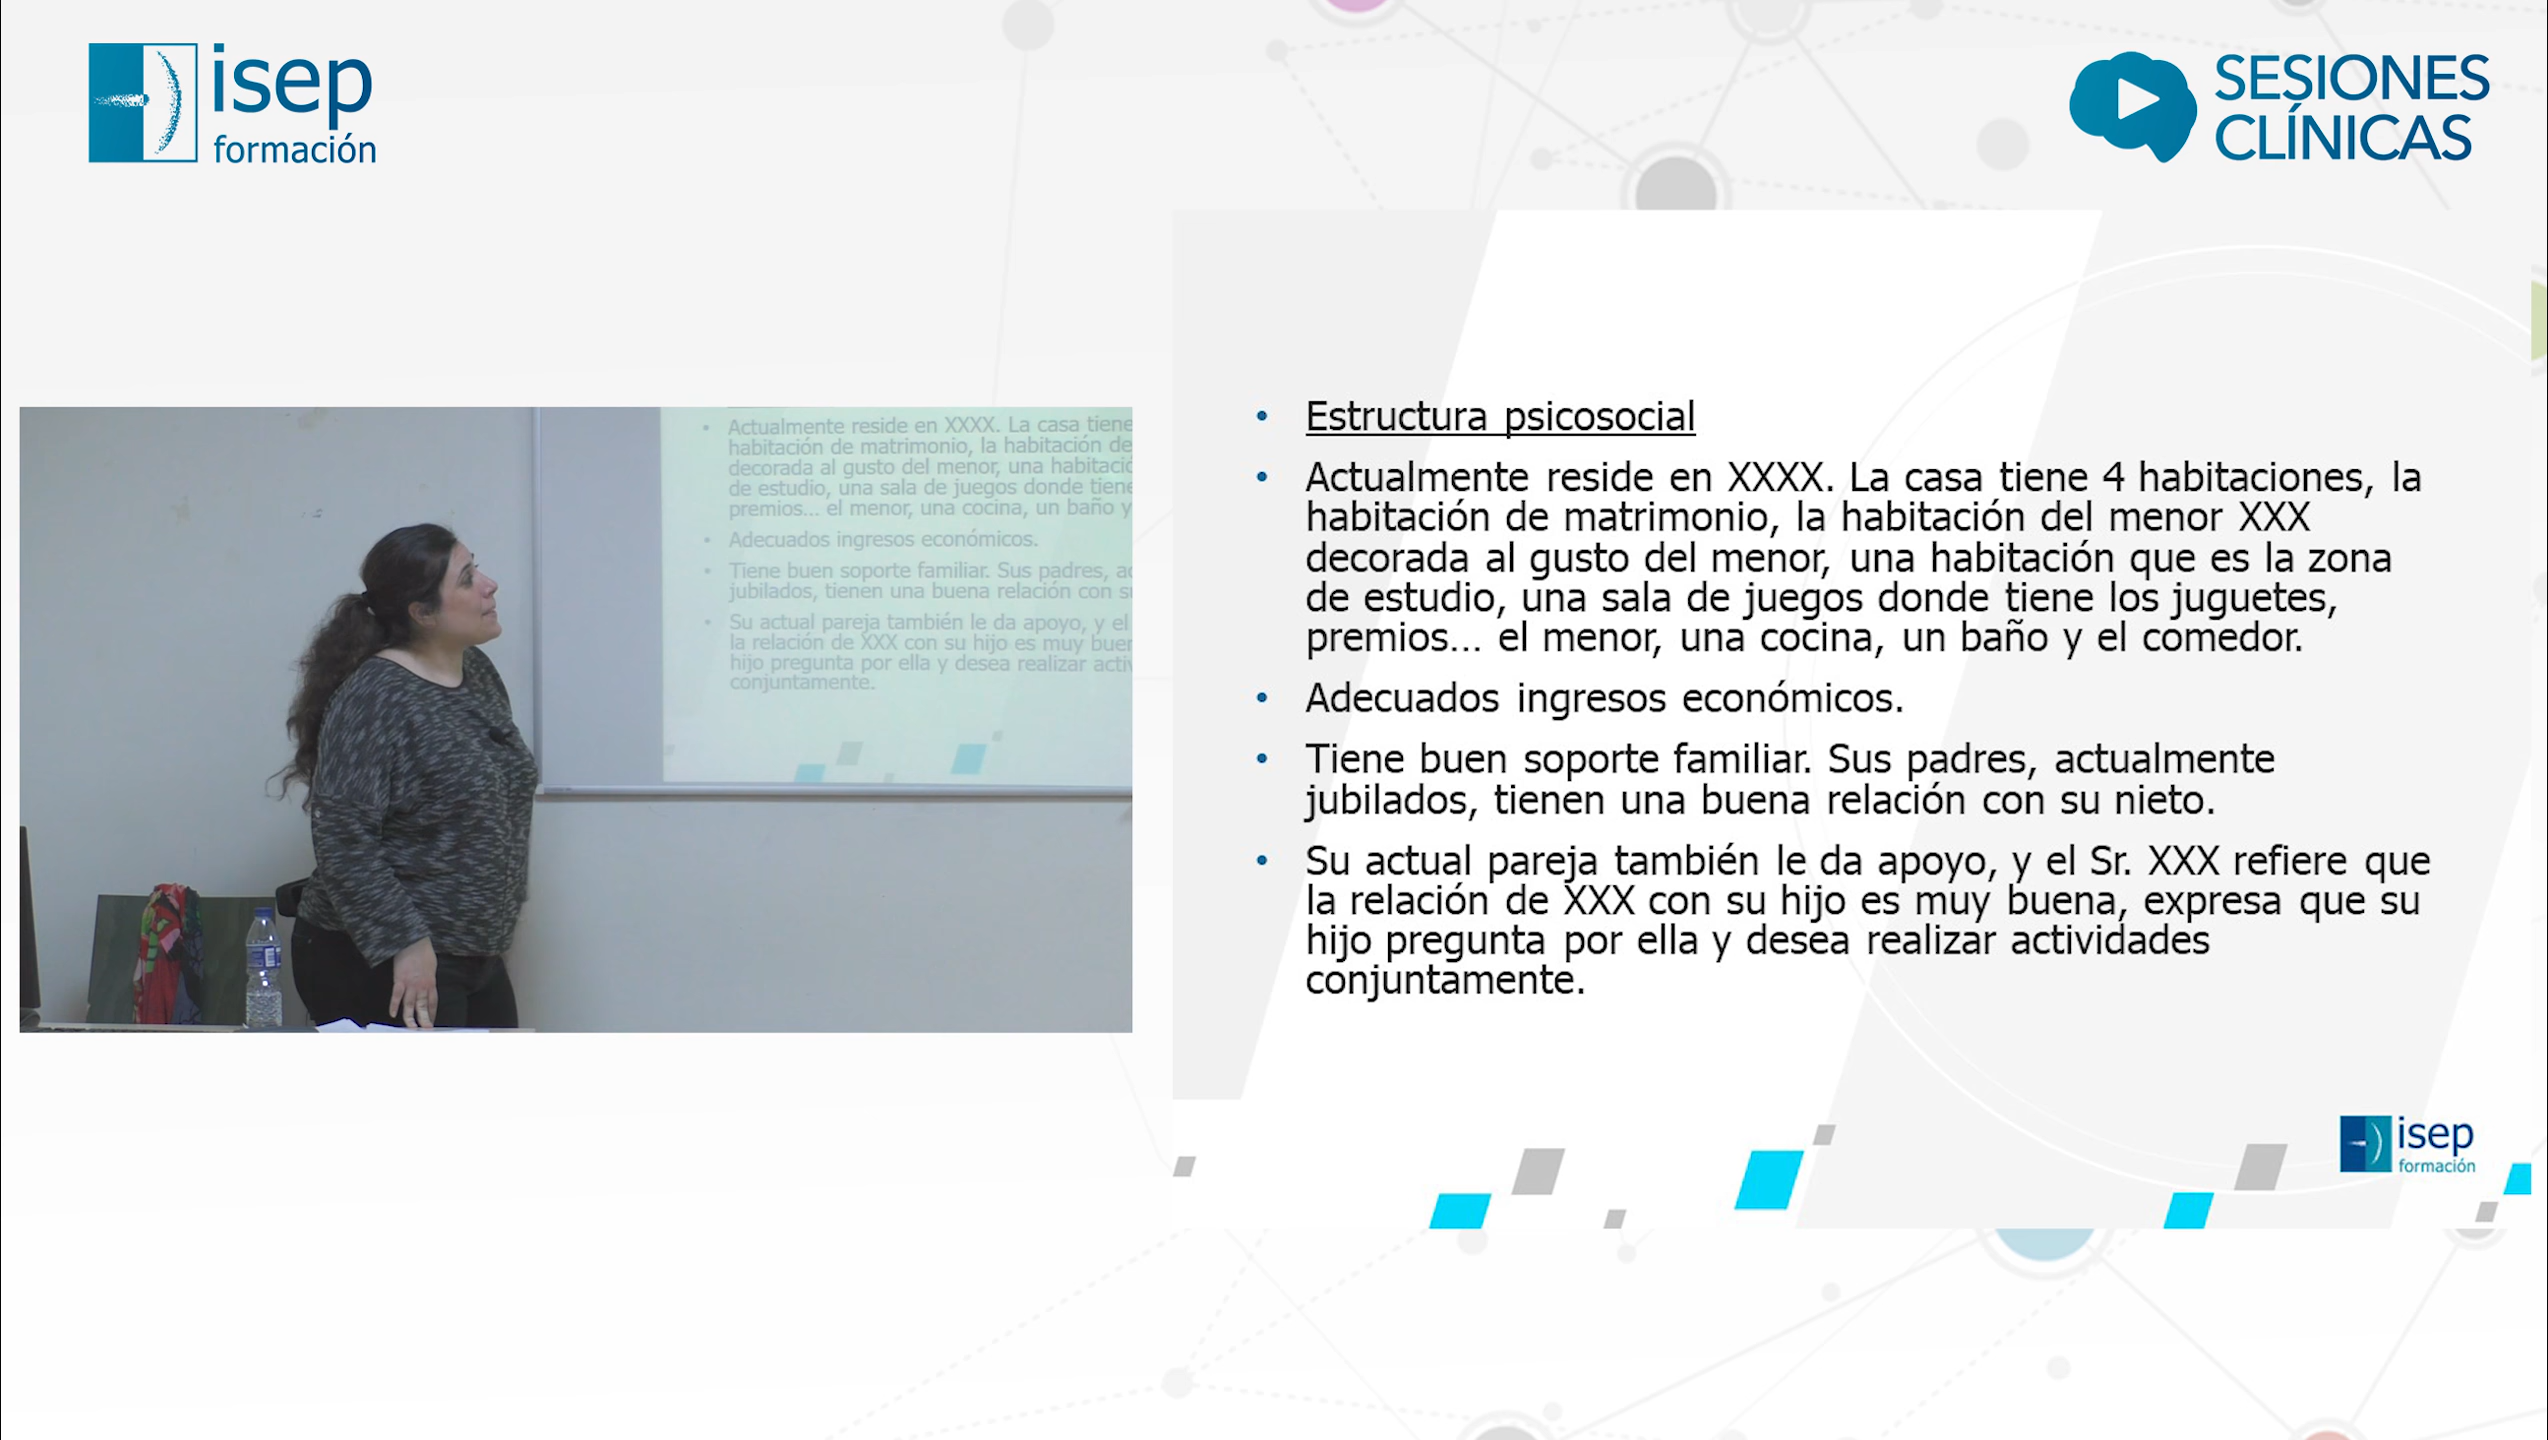 isep
formación
SESIONES
CLÍNICAS
Actualmente reside en XXXX. La casa tiene
habitación de matrimonio, la habitación de
decorada al gusto del menor, una habitació
de estudio, una sala de juegos donde tiene
premios... el menor, una cocina, un baño y
Adecuados ingresos económicos.
Tiene buen soporte familiar. Sus padres, ac
jubilados, tienen una buena relación con su
Su actual pareja también le da apoyo, y el
la relación de XXX con su hijo es muy buen
hijo pregunta por ella y desea realizar activ
conjuntamente.
• Estructura psicosocial
• Actualmente reside en XXXX. La casa tiene 4 habitaciones, la
habitación de matrimonio, la habitación del menor XXX
decorada al gusto del menor, una habitación que es la zona
de estudio, una sala de juegos donde tiene los juguetes,
premios... el menor, una cocina, un baño y el comedor.
• Adecuados ingresos económicos.
• Tiene buen soporte familiar. Sus padres, actualmente
jubilados, tienen una buena relación con su nieto.
• Su actual pareja también le da apoyo, y el Sr. XXX refiere que
la relación de XXX con su hijo es muy buena, expresa que su
hijo pregunta por ella y desea realizar actividades
conjuntamente.
isep
formación